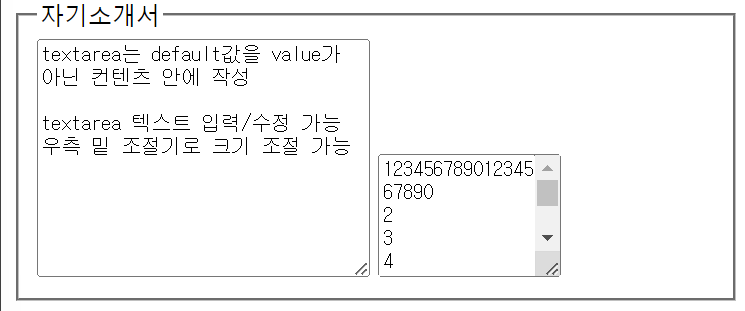 자기소개서
textarea는 default값을 value가
아닌 컨텐츠 안에 작성
textarea 텍스트 입력/수정 가능
우측 밑 조절기로 크기 조절 가능
123456789012345
67890
2
3
4